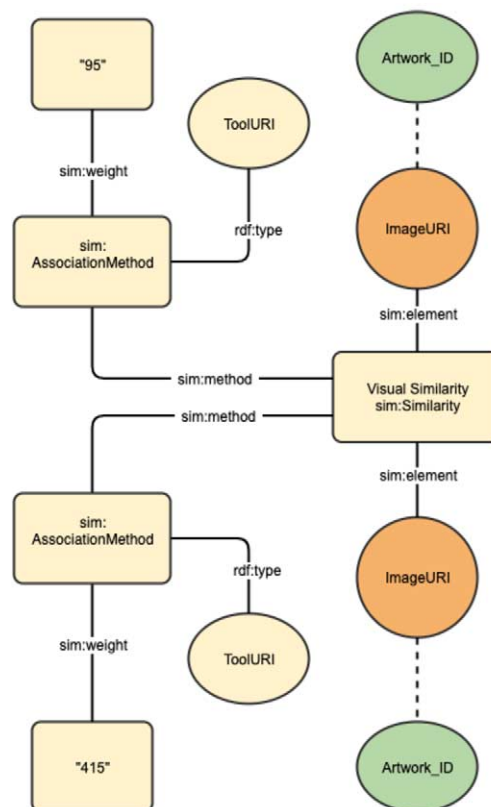 "95"
Artwork_ID
ToolURI
sim:weight
ImageURI
sim:
AssociationMethod
rdf:type
sim:element
sim:method
Visual Similarity
sim:Similarity
sim:method
sim:element
sim:
AssociationMethod
rdf:type
ImageURI
sim:weight
ToolURI
"415"
Artwork_ID